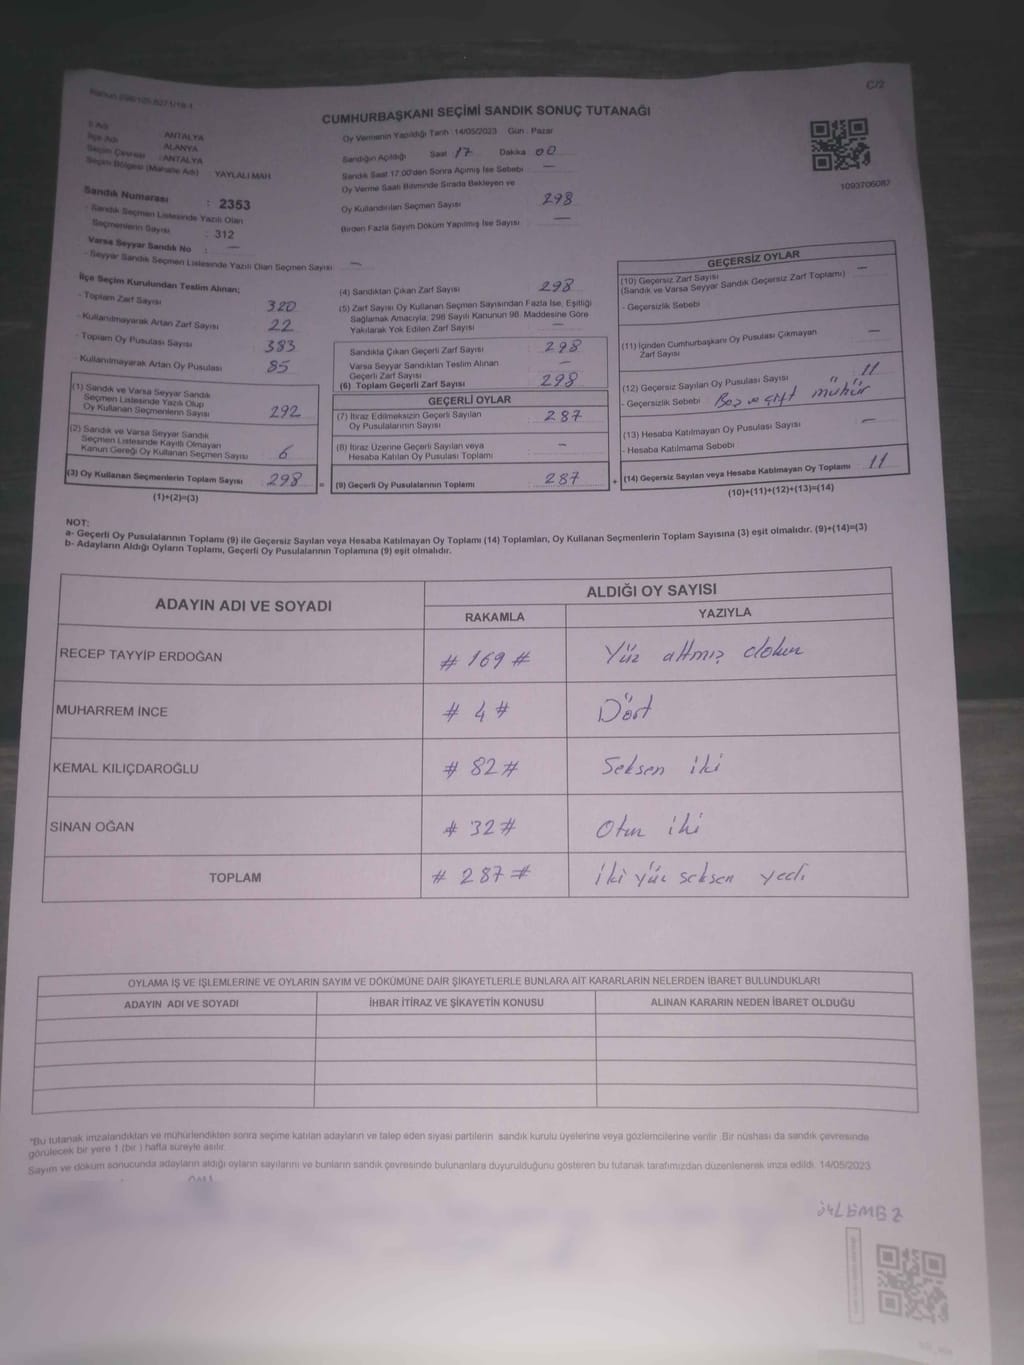 C/2
CUMHURBAŞKANI SEÇİMİ SANDIK SONUÇ TUTANAĞI
İl Adı : ANTALYA
İlçe Adı : ALANYA
Seçim Çevresi : ANTALYA
Seçim Bölgesi (Mahalle Adı) : YAYLALI MAH
Sandık Numarası : 2353
- Sandık Seçmen Listesinde Yazılı Olan
Seçmenlerin Sayısı : 312
Varsa Seyyar Sandık No : —
- Seyyar Sandık Seçmen Listesinde Yazılı Olan Seçmen Sayısı —
Oy Vermenin Yapıldığı Tarih : 14/05/2023 Gün : Pazar
Sandığın Açıldığı Saat 17 Dakika 00
Sandık Saat 17.00'den Sonra Açımış İse Sebebi —
Oy Verme Saati Bitiminde Sırada Bekleyen ve
Oy Kullandırılan Seçmen Sayısı 298
Birden Fazla Sayım Döküm Yapılmış İse Sayısı —
1093706087
İlçe Seçim Kurulundan Teslim Alınan;
- Toplam Zarf Sayısı 320
- Kullanılmayarak Artan Zarf Sayısı 22
- Toplam Oy Pusulası Sayısı 383
- Kullanılmayarak Artan Oy Pusulası 85
(1) Sandık ve Varsa Seyyar Sandık
Seçmen Listesinde Yazılı Olup
Oy Kullanan Seçmenlerin Sayısı 292
(2) Sandık ve Varsa Seyyar Sandık
Seçmen Listesinde Kayıtlı Olmayan
Kanun Gereği Oy Kullanan Seçmen Sayısı 6
(3) Oy Kullanan Seçmenlerin Toplam Sayısı 298 =
(1)+(2)=(3)
(4) Sandıktan Çıkan Zarf Sayısı 298
(5) Zarf Sayısı Oy Kullanan Seçmen Sayısından Fazla İse, Eşitliği
Sağlamak Amacıyla, 298 Sayılı Kanunun 98. Maddesine Göre
Yakılarak Yok Edilen Zarf Sayısı —
Sandıkta Çıkan Geçerli Zarf Sayısı 298
Varsa Seyyar Sandıktan Teslim Alınan
Geçerli Zarf Sayısı —
(6) Toplam Geçerli Zarf Sayısı 298
GEÇERLİ OYLAR
(7) İtiraz Edilmeksizin Geçerli Sayılan
Oy Pusulalarının Sayısı 287
(8) İtiraz Üzerine Geçerli Sayılan veya
Hesaba Katılan Oy Pusulası Toplamı —
(9) Geçerli Oy Pusulalarının Toplamı 287 +
GEÇERSİZ OYLAR
(10) Geçersiz Zarf Sayısı —
(Sandık ve Varsa Seyyar Sandık Geçersiz Zarf Toplamı)
- Geçersizlik Sebebi
(11) İçinden Cumhurbaşkanı Oy Pusulası Çıkmayan
Zarf Sayısı —
(12) Geçersiz Sayılan Oy Pusulası Sayısı 11
- Geçersizlik Sebebi Boş ve çift mühür
(13) Hesaba Katılmayan Oy Pusulası Sayısı —
- Hesaba Katılmama Sebebi
(14) Geçersiz Sayılan veya Hesaba Katılmayan Oy Toplamı 11
(10)+(11)+(12)+(13)=(14)
NOT:
a- Geçerli Oy Pusulalarının Toplamı (9) ile Geçersiz Sayılan veya Hesaba Katılmayan Oy Toplamı (14) Toplamları, Oy Kullanan Seçmenlerin Toplam Sayısına (3) eşit olmalıdır. (9)+(14)=(3)
b- Adayların Aldığı Oyların Toplamı, Geçerli Oy Pusulalarının Toplamına (9) eşit olmalıdır.
ADAYIN ADI VE SOYADI
ALDIĞI OY SAYISI
RAKAMLA YAZIYLA
RECEP TAYYİP ERDOĞAN # 169 # Yüz altmış dokuz
MUHARREM İNCE # 4 # Dört
KEMAL KILIÇDAROĞLU # 82 # Seksen iki
SİNAN OĞAN # 32 # Otuz iki
TOPLAM # 287 # iki yüz seksen yedi
OYLAMA İŞ VE İŞLEMLERİNE VE OYLARIN SAYIM VE DÖKÜMÜNE DAİR ŞİKAYETLERLE BUNLARA AİT KARARLARIN NELERDEN İBARET BULUNDUKLARI
ADAYIN ADI VE SOYADI İHBAR İTİRAZ VE ŞİKAYETİN KONUSU ALINAN KARARIN NEDEN İBARET OLDUĞU
"Bu tutanak imzalandıktan ve mühürlendikten sonra seçime katılan adayların ve talep eden siyasi partilerin sandık kurulu üyelerine veya gözlemcilerine verilir. Bir nüshası da sandık çevresinde
görülecek bir yere 1 (bir ) hafta süreyle asılır.
Sayım ve döküm sonucunda adayların aldığı oyların sayılarını ve bunların sandık çevresinde bulunanlara duyurulduğunu gösteren bu tutanak tarafımızdan düzenlenerek imza edildi. 14/05/2023